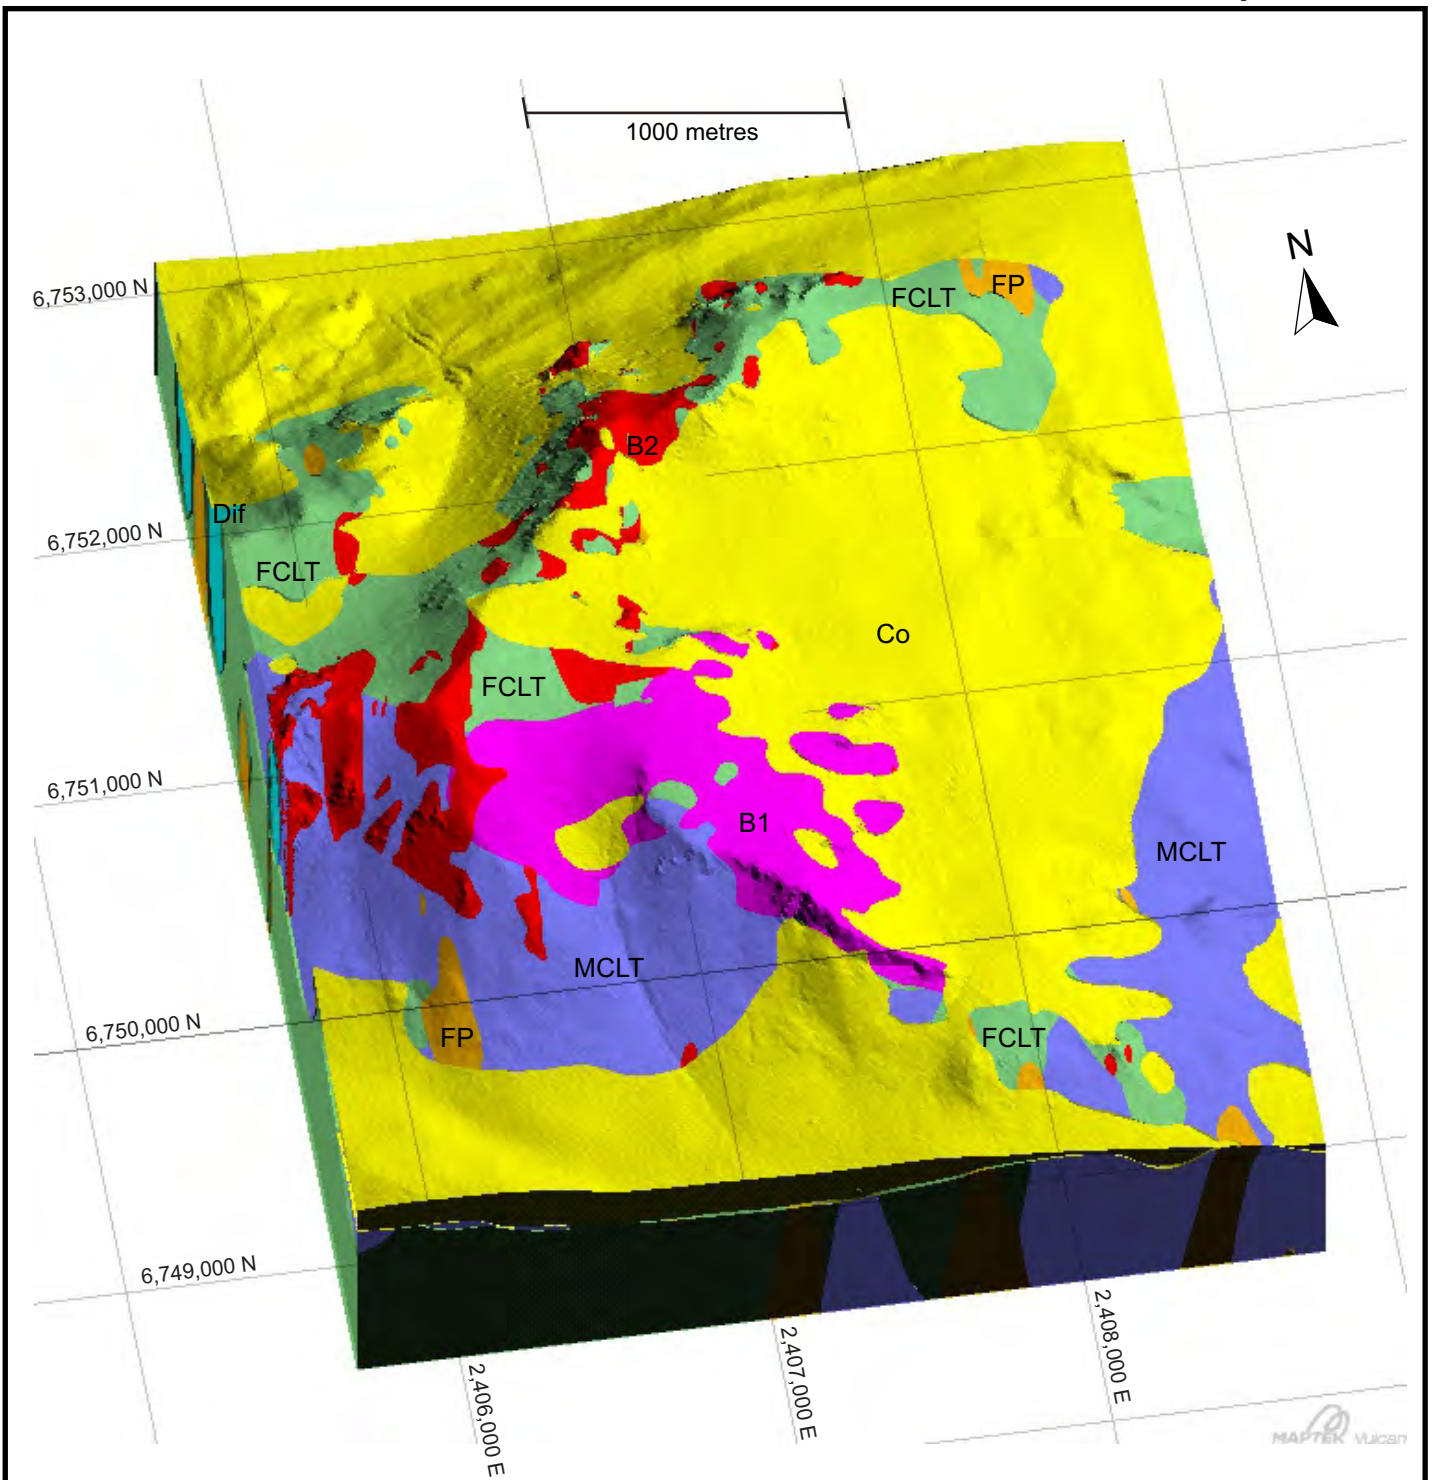 1000 metres
N
6,753,000 N
FCLT
FP
B2
Dif
6,752,000 N
FCLT
Co
FCLT
6,751,000 N
B1
MCLT
MCLT
6,750,000 N
FP
FCLT
6,749,000 N
2,406,000 E
2,407,000 E
2,408,000 E
MAPTEK Vulcan